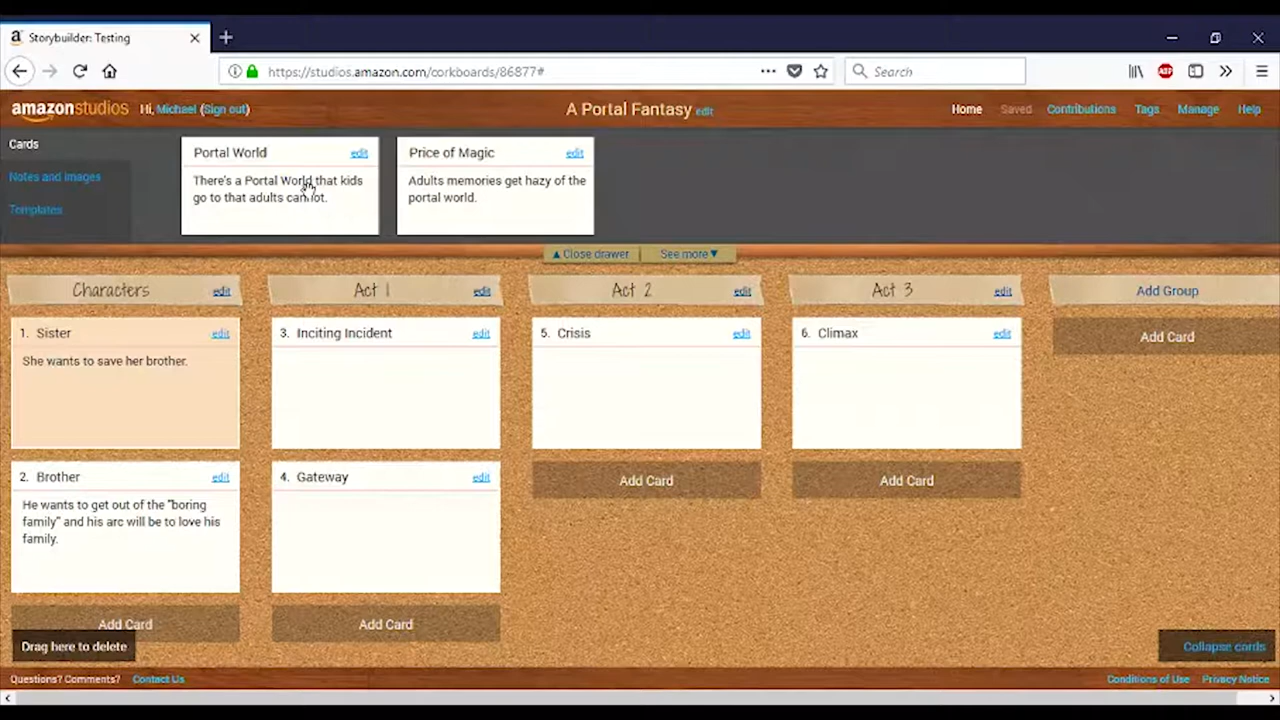 Storybuilder: Testing
https://studios.amazon.com/corkboards/86877#
Search
ABP
amazonstudios Hi, Michael (Sign out)
A Portal Fantasy edit
Home Saved Contributions Tags Manage Help
Cards
Notes and images
Templates
Portal World edit
There's a Portal World that kids
go to that adults cannot.
Price of Magic edit
Adults memories get hazy of the
portal world.
▲ Close drawer See more ▼
Characters edit
1. Sister edit
She wants to save her brother.
2. Brother edit
He wants to get out of the "boring
family" and his arc will be to love his
family.
Add Card
Drag here to delete
Act 1 edit
3. Inciting Incident edit
4. Gateway edit
Add Card
Act 2 edit
5. Crisis edit
Add Card
Act 3 edit
6. Climax edit
Add Card
Add Group
Add Card
Collapse cards
Questions? Comments? Contact Us
Conditions of Use Privacy Notice